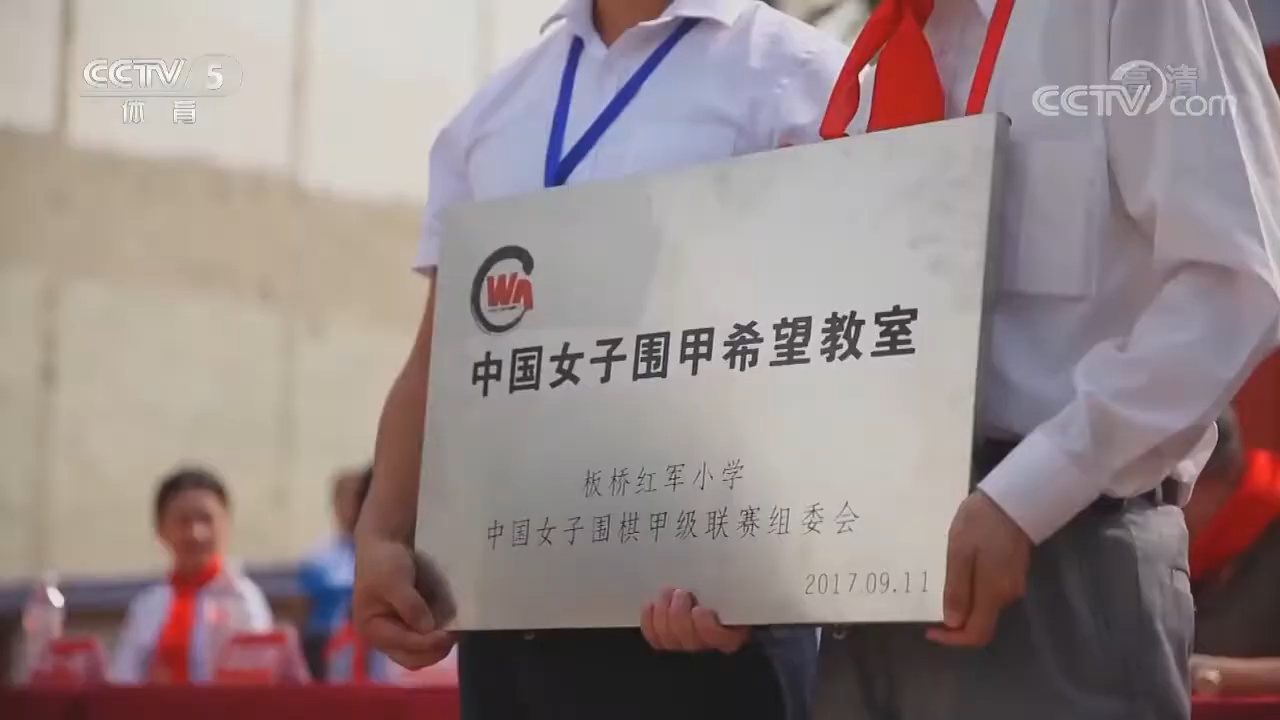 CCTV 5
体育
高清
CCTV.com
WA
中国女子围甲希望教室
板桥红军小学
中国女子围棋甲级联赛组委会
2017.09.11